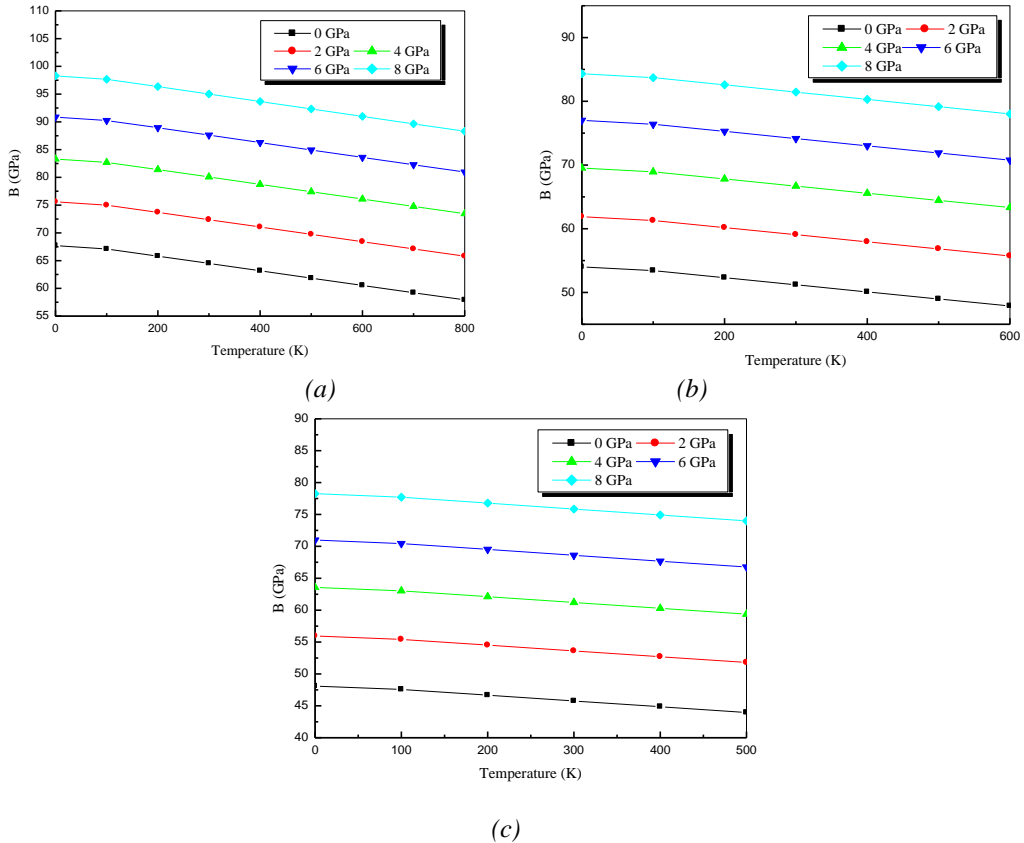 110
105
100
95
90
85
80
75
70
65
60
55
B (GPa)
0 GPa
2 GPa 4 GPa
6 GPa 8 GPa
0 200 400 600 800
Temperature (K)
(a)
90
80
70
60
50
B (GPa)
0 GPa 2 GPa
4 GPa 6 GPa
8 GPa
0 200 400 600
Temperature (K)
(b)
90
85
80
75
70
65
60
55
50
45
40
B (GPa)
0 GPa 2 GPa
4 GPa 6 GPa
8 GPa
0 100 200 300 400 500
Temperature (K)
(c)